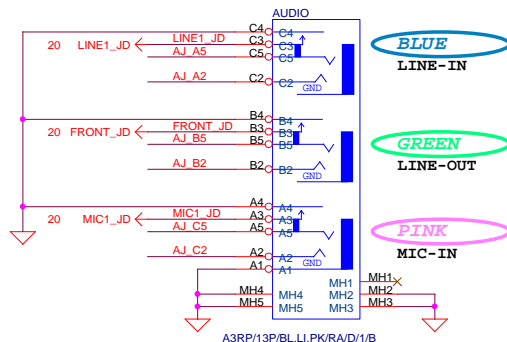 AUDIO
C4 C4
20 LINE1_JD LINE1_JD C3 C3
AJ_A5 C5 C5
AJ_A2 C2 C2
GND
BLUE
LINE-IN
B4 B4
20 FRONT_JD FRONT_JD B3 B3
AJ_B5 B5 B5
AJ_B2 B2 B2
GND
GREEN
LINE-OUT
A4 A4
20 MIC1_JD MIC1_JD A3 A3
AJ_C5 A5 A5
AJ_C2 A2 A2
GND
A1 A1
PINK
MIC-IN
MH1 MH1
MH4 MH4 MH2 MH2
MH5 MH5 MH3 MH3
A3RP/13P/BL,LI,PK/RA/D/1/B